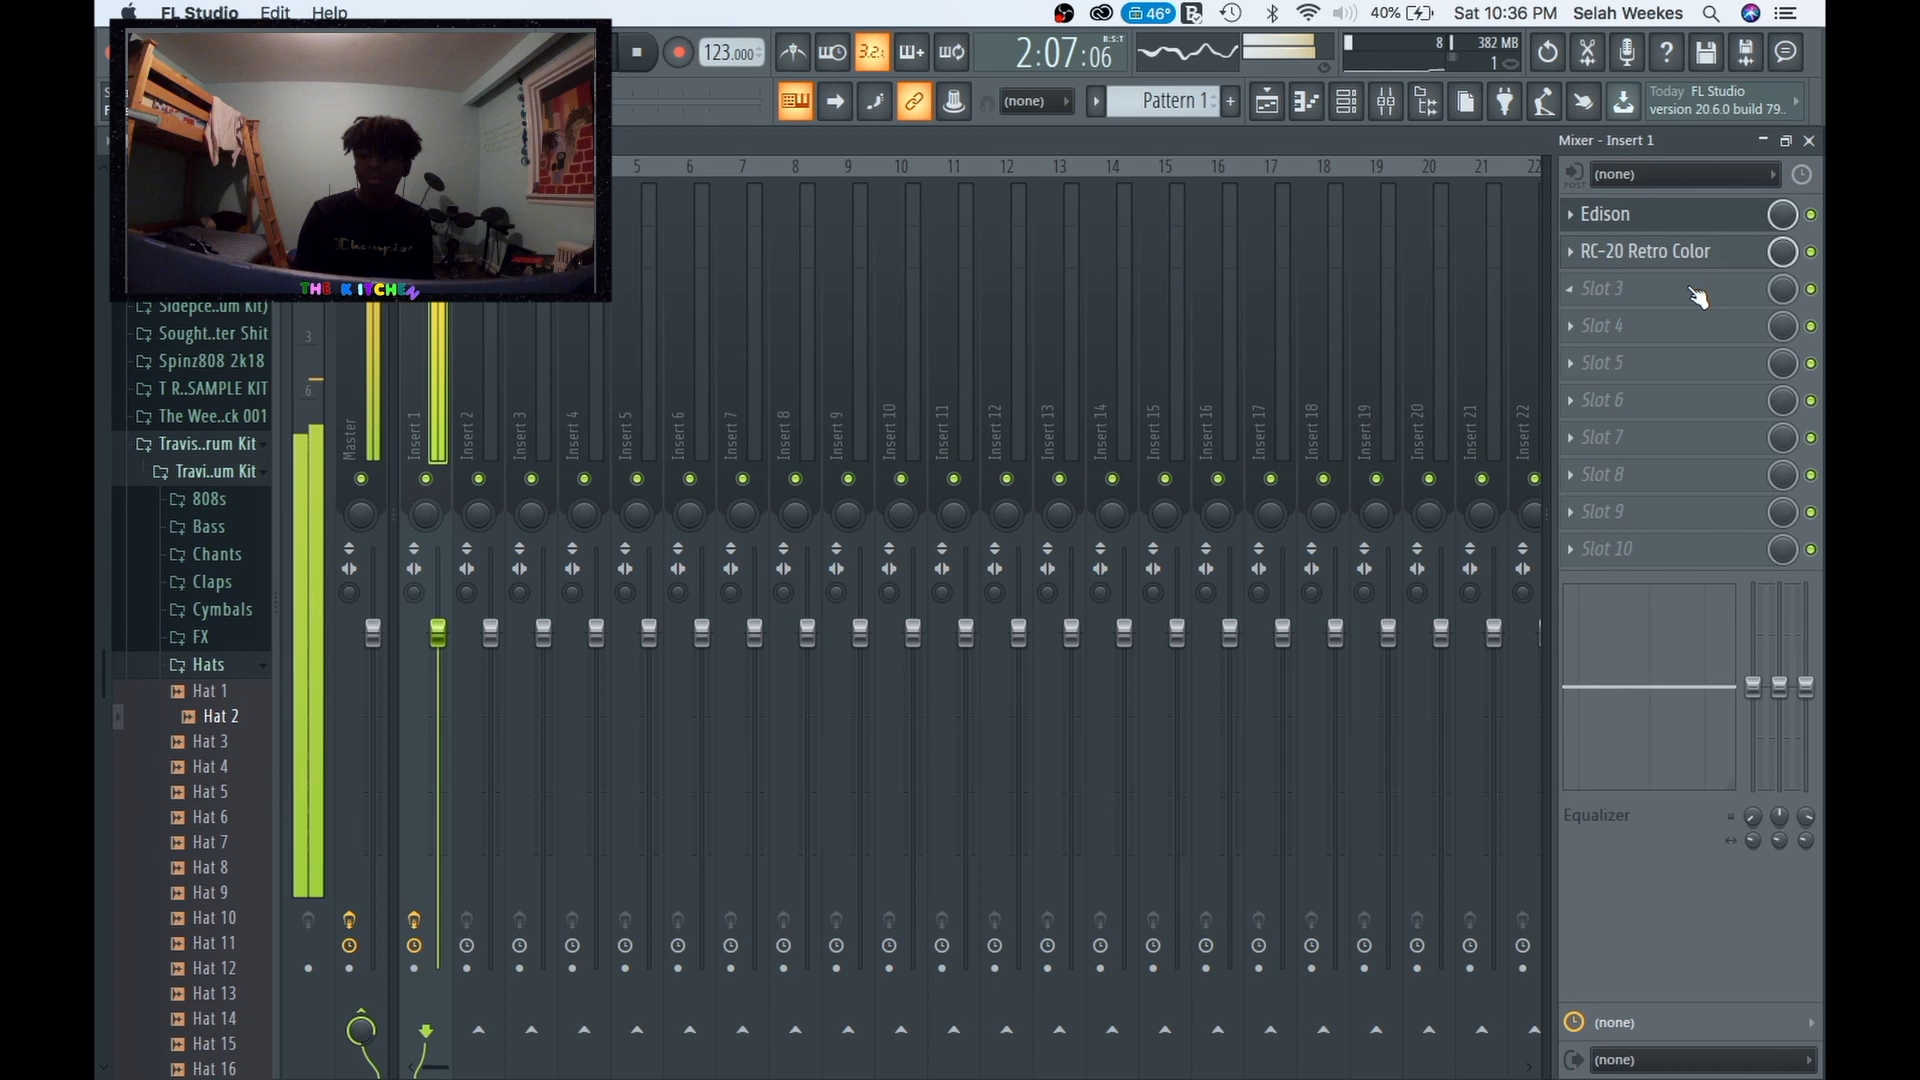 FL Studio Edit Help
46°
40%
Sat 10:36 PM Selah Weekes
123.000
3.2.
2:07:06
B:S:T
8
382 MB
1
(none)
Pattern 1
+
Today FL Studio
version 20.6.0 build 79..
Champion
THE KITCHEN
5 6 7 8 9 10 11 12 13 14 15 16 17 18 19 20 21 22
Mixer - Insert 1
(none)
POST
Edison
RC-20 Retro Color
Slot 3
Slot 4
Slot 5
Slot 6
Slot 7
Slot 8
Slot 9
Slot 10
Equalizer
(none)
(none)
Sidepce..um Kit)
Sought..ter Shit
Spinz808 2k18
T R..SAMPLE KIT
The Wee..ck 001
Travis..rum Kit
Travi..um Kit
808s
Bass
Chants
Claps
Cymbals
FX
Hats
Hat 1
Hat 2
Hat 3
Hat 4
Hat 5
Hat 6
Hat 7
Hat 8
Hat 9
Hat 10
Hat 11
Hat 12
Hat 13
Hat 14
Hat 15
Hat 16
3
6
Master
Insert 1
Insert 2
Insert 3
Insert 4
Insert 5
Insert 6
Insert 7
Insert 8
Insert 9
Insert 10
Insert 11
Insert 12
Insert 13
Insert 14
Insert 15
Insert 16
Insert 17
Insert 18
Insert 19
Insert 20
Insert 21
Insert 22